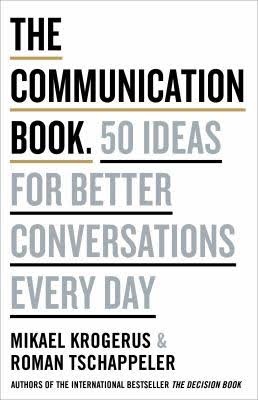 THE
COMMUNICATION
BOOK. 50 IDEAS
FOR BETTER
CONVERSATIONS
EVERY DAY
MIKAEL KROGERUS &
ROMAN TSCHAPPELER
AUTHORS OF THE INTERNATIONAL BESTSELLER THE DECISION BOOK